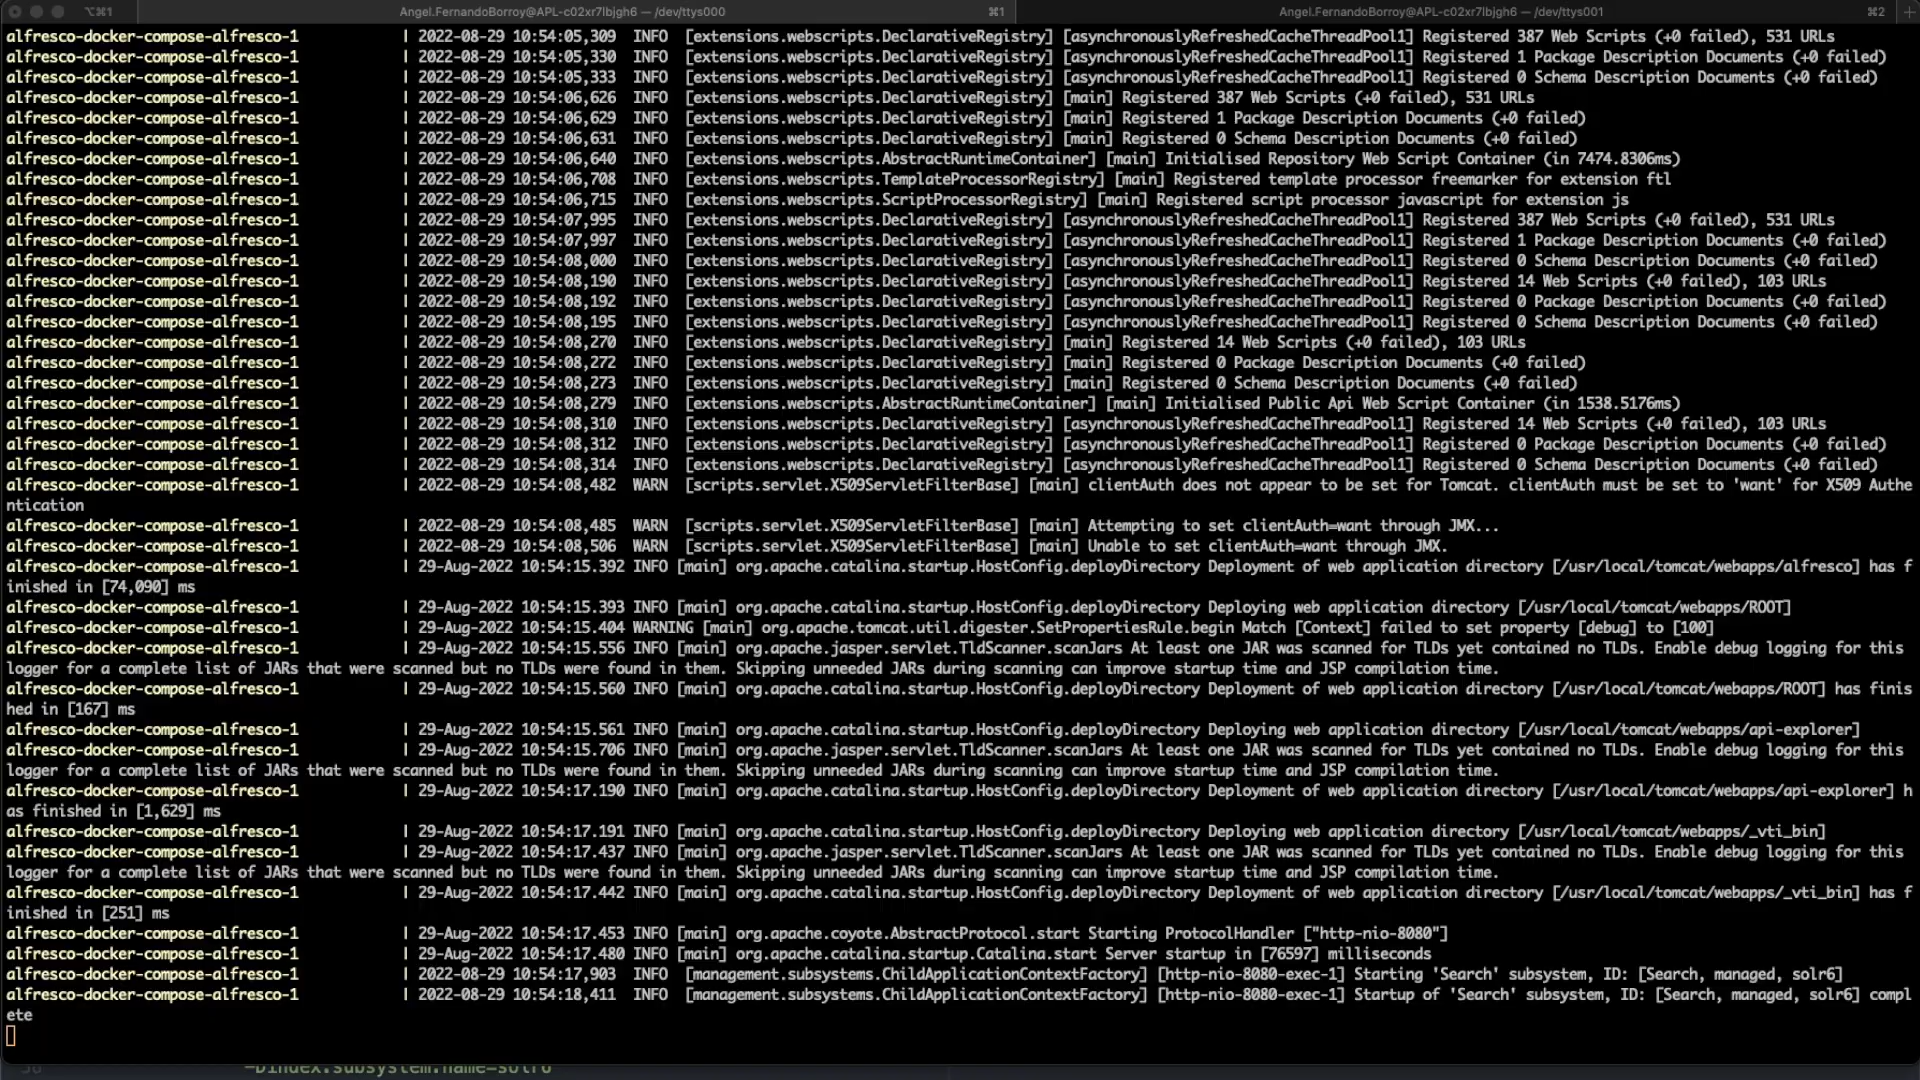 ⌥⌘1 Angel.FernandoBorroy@APL-c02xr7lbjgh6 — /dev/ttys000 ⌘1 Angel.FernandoBorroy@APL-c02xr7lbjgh6 — /dev/ttys001 ⌘2 +
alfresco-docker-compose-alfresco-1 | 2022-08-29 10:54:05,309 INFO [extensions.webscripts.DeclarativeRegistry] [asynchronouslyRefreshedCacheThreadPool1] Registered 387 Web Scripts (+0 failed), 531 URLs
alfresco-docker-compose-alfresco-1 | 2022-08-29 10:54:05,330 INFO [extensions.webscripts.DeclarativeRegistry] [asynchronouslyRefreshedCacheThreadPool1] Registered 1 Package Description Documents (+0 failed)
alfresco-docker-compose-alfresco-1 | 2022-08-29 10:54:05,333 INFO [extensions.webscripts.DeclarativeRegistry] [asynchronouslyRefreshedCacheThreadPool1] Registered 0 Schema Description Documents (+0 failed)
alfresco-docker-compose-alfresco-1 | 2022-08-29 10:54:06,626 INFO [extensions.webscripts.DeclarativeRegistry] [main] Registered 387 Web Scripts (+0 failed), 531 URLs
alfresco-docker-compose-alfresco-1 | 2022-08-29 10:54:06,629 INFO [extensions.webscripts.DeclarativeRegistry] [main] Registered 1 Package Description Documents (+0 failed)
alfresco-docker-compose-alfresco-1 | 2022-08-29 10:54:06,631 INFO [extensions.webscripts.DeclarativeRegistry] [main] Registered 0 Schema Description Documents (+0 failed)
alfresco-docker-compose-alfresco-1 | 2022-08-29 10:54:06,640 INFO [extensions.webscripts.AbstractRuntimeContainer] [main] Initialised Repository Web Script Container (in 7474.8306ms)
alfresco-docker-compose-alfresco-1 | 2022-08-29 10:54:06,708 INFO [extensions.webscripts.TemplateProcessorRegistry] [main] Registered template processor freemarker for extension ftl
alfresco-docker-compose-alfresco-1 | 2022-08-29 10:54:06,715 INFO [extensions.webscripts.ScriptProcessorRegistry] [main] Registered script processor javascript for extension js
alfresco-docker-compose-alfresco-1 | 2022-08-29 10:54:07,995 INFO [extensions.webscripts.DeclarativeRegistry] [asynchronouslyRefreshedCacheThreadPool1] Registered 387 Web Scripts (+0 failed), 531 URLs
alfresco-docker-compose-alfresco-1 | 2022-08-29 10:54:07,997 INFO [extensions.webscripts.DeclarativeRegistry] [asynchronouslyRefreshedCacheThreadPool1] Registered 1 Package Description Documents (+0 failed)
alfresco-docker-compose-alfresco-1 | 2022-08-29 10:54:08,000 INFO [extensions.webscripts.DeclarativeRegistry] [asynchronouslyRefreshedCacheThreadPool1] Registered 0 Schema Description Documents (+0 failed)
alfresco-docker-compose-alfresco-1 | 2022-08-29 10:54:08,190 INFO [extensions.webscripts.DeclarativeRegistry] [asynchronouslyRefreshedCacheThreadPool1] Registered 14 Web Scripts (+0 failed), 103 URLs
alfresco-docker-compose-alfresco-1 | 2022-08-29 10:54:08,192 INFO [extensions.webscripts.DeclarativeRegistry] [asynchronouslyRefreshedCacheThreadPool1] Registered 0 Package Description Documents (+0 failed)
alfresco-docker-compose-alfresco-1 | 2022-08-29 10:54:08,195 INFO [extensions.webscripts.DeclarativeRegistry] [asynchronouslyRefreshedCacheThreadPool1] Registered 0 Schema Description Documents (+0 failed)
alfresco-docker-compose-alfresco-1 | 2022-08-29 10:54:08,270 INFO [extensions.webscripts.DeclarativeRegistry] [main] Registered 14 Web Scripts (+0 failed), 103 URLs
alfresco-docker-compose-alfresco-1 | 2022-08-29 10:54:08,272 INFO [extensions.webscripts.DeclarativeRegistry] [main] Registered 0 Package Description Documents (+0 failed)
alfresco-docker-compose-alfresco-1 | 2022-08-29 10:54:08,273 INFO [extensions.webscripts.DeclarativeRegistry] [main] Registered 0 Schema Description Documents (+0 failed)
alfresco-docker-compose-alfresco-1 | 2022-08-29 10:54:08,279 INFO [extensions.webscripts.AbstractRuntimeContainer] [main] Initialised Public Api Web Script Container (in 1538.5176ms)
alfresco-docker-compose-alfresco-1 | 2022-08-29 10:54:08,310 INFO [extensions.webscripts.DeclarativeRegistry] [asynchronouslyRefreshedCacheThreadPool1] Registered 14 Web Scripts (+0 failed), 103 URLs
alfresco-docker-compose-alfresco-1 | 2022-08-29 10:54:08,312 INFO [extensions.webscripts.DeclarativeRegistry] [asynchronouslyRefreshedCacheThreadPool1] Registered 0 Package Description Documents (+0 failed)
alfresco-docker-compose-alfresco-1 | 2022-08-29 10:54:08,314 INFO [extensions.webscripts.DeclarativeRegistry] [asynchronouslyRefreshedCacheThreadPool1] Registered 0 Schema Description Documents (+0 failed)
alfresco-docker-compose-alfresco-1 | 2022-08-29 10:54:08,482 WARN [scripts.servlet.X509ServletFilterBase] [main] clientAuth does not appear to be set for Tomcat. clientAuth must be set to 'want' for X509 Authe
ntication
alfresco-docker-compose-alfresco-1 | 2022-08-29 10:54:08,485 WARN [scripts.servlet.X509ServletFilterBase] [main] Attempting to set clientAuth=want through JMX...
alfresco-docker-compose-alfresco-1 | 2022-08-29 10:54:08,506 WARN [scripts.servlet.X509ServletFilterBase] [main] Unable to set clientAuth=want through JMX.
alfresco-docker-compose-alfresco-1 | 29-Aug-2022 10:54:15.392 INFO [main] org.apache.catalina.startup.HostConfig.deployDirectory Deployment of web application directory [/usr/local/tomcat/webapps/alfresco] has f
inished in [74,090] ms
alfresco-docker-compose-alfresco-1 | 29-Aug-2022 10:54:15.393 INFO [main] org.apache.catalina.startup.HostConfig.deployDirectory Deploying web application directory [/usr/local/tomcat/webapps/ROOT]
alfresco-docker-compose-alfresco-1 | 29-Aug-2022 10:54:15.404 WARNING [main] org.apache.tomcat.util.digester.SetPropertiesRule.begin Match [Context] failed to set property [debug] to [100]
alfresco-docker-compose-alfresco-1 | 29-Aug-2022 10:54:15.556 INFO [main] org.apache.jasper.servlet.TldScanner.scanJars At least one JAR was scanned for TLDs yet contained no TLDs. Enable debug logging for this
logger for a complete list of JARs that were scanned but no TLDs were found in them. Skipping unneeded JARs during scanning can improve startup time and JSP compilation time.
alfresco-docker-compose-alfresco-1 | 29-Aug-2022 10:54:15.560 INFO [main] org.apache.catalina.startup.HostConfig.deployDirectory Deployment of web application directory [/usr/local/tomcat/webapps/ROOT] has finis
hed in [167] ms
alfresco-docker-compose-alfresco-1 | 29-Aug-2022 10:54:15.561 INFO [main] org.apache.catalina.startup.HostConfig.deployDirectory Deploying web application directory [/usr/local/tomcat/webapps/api-explorer]
alfresco-docker-compose-alfresco-1 | 29-Aug-2022 10:54:15.706 INFO [main] org.apache.jasper.servlet.TldScanner.scanJars At least one JAR was scanned for TLDs yet contained no TLDs. Enable debug logging for this
logger for a complete list of JARs that were scanned but no TLDs were found in them. Skipping unneeded JARs during scanning can improve startup time and JSP compilation time.
alfresco-docker-compose-alfresco-1 | 29-Aug-2022 10:54:17.190 INFO [main] org.apache.catalina.startup.HostConfig.deployDirectory Deployment of web application directory [/usr/local/tomcat/webapps/api-explorer] h
as finished in [1,629] ms
alfresco-docker-compose-alfresco-1 | 29-Aug-2022 10:54:17.191 INFO [main] org.apache.catalina.startup.HostConfig.deployDirectory Deploying web application directory [/usr/local/tomcat/webapps/_vti_bin]
alfresco-docker-compose-alfresco-1 | 29-Aug-2022 10:54:17.437 INFO [main] org.apache.jasper.servlet.TldScanner.scanJars At least one JAR was scanned for TLDs yet contained no TLDs. Enable debug logging for this
logger for a complete list of JARs that were scanned but no TLDs were found in them. Skipping unneeded JARs during scanning can improve startup time and JSP compilation time.
alfresco-docker-compose-alfresco-1 | 29-Aug-2022 10:54:17.442 INFO [main] org.apache.catalina.startup.HostConfig.deployDirectory Deployment of web application directory [/usr/local/tomcat/webapps/_vti_bin] has f
inished in [251] ms
alfresco-docker-compose-alfresco-1 | 29-Aug-2022 10:54:17.453 INFO [main] org.apache.coyote.AbstractProtocol.start Starting ProtocolHandler ["http-nio-8080"]
alfresco-docker-compose-alfresco-1 | 29-Aug-2022 10:54:17.480 INFO [main] org.apache.catalina.startup.Catalina.start Server startup in [76597] milliseconds
alfresco-docker-compose-alfresco-1 | 2022-08-29 10:54:17,903 INFO [management.subsystems.ChildApplicationContextFactory] [http-nio-8080-exec-1] Starting 'Search' subsystem, ID: [Search, managed, solr6]
alfresco-docker-compose-alfresco-1 | 2022-08-29 10:54:18,411 INFO [management.subsystems.ChildApplicationContextFactory] [http-nio-8080-exec-1] Startup of 'Search' subsystem, ID: [Search, managed, solr6] compl
ete
-Dindex.subsystem.name=solr6